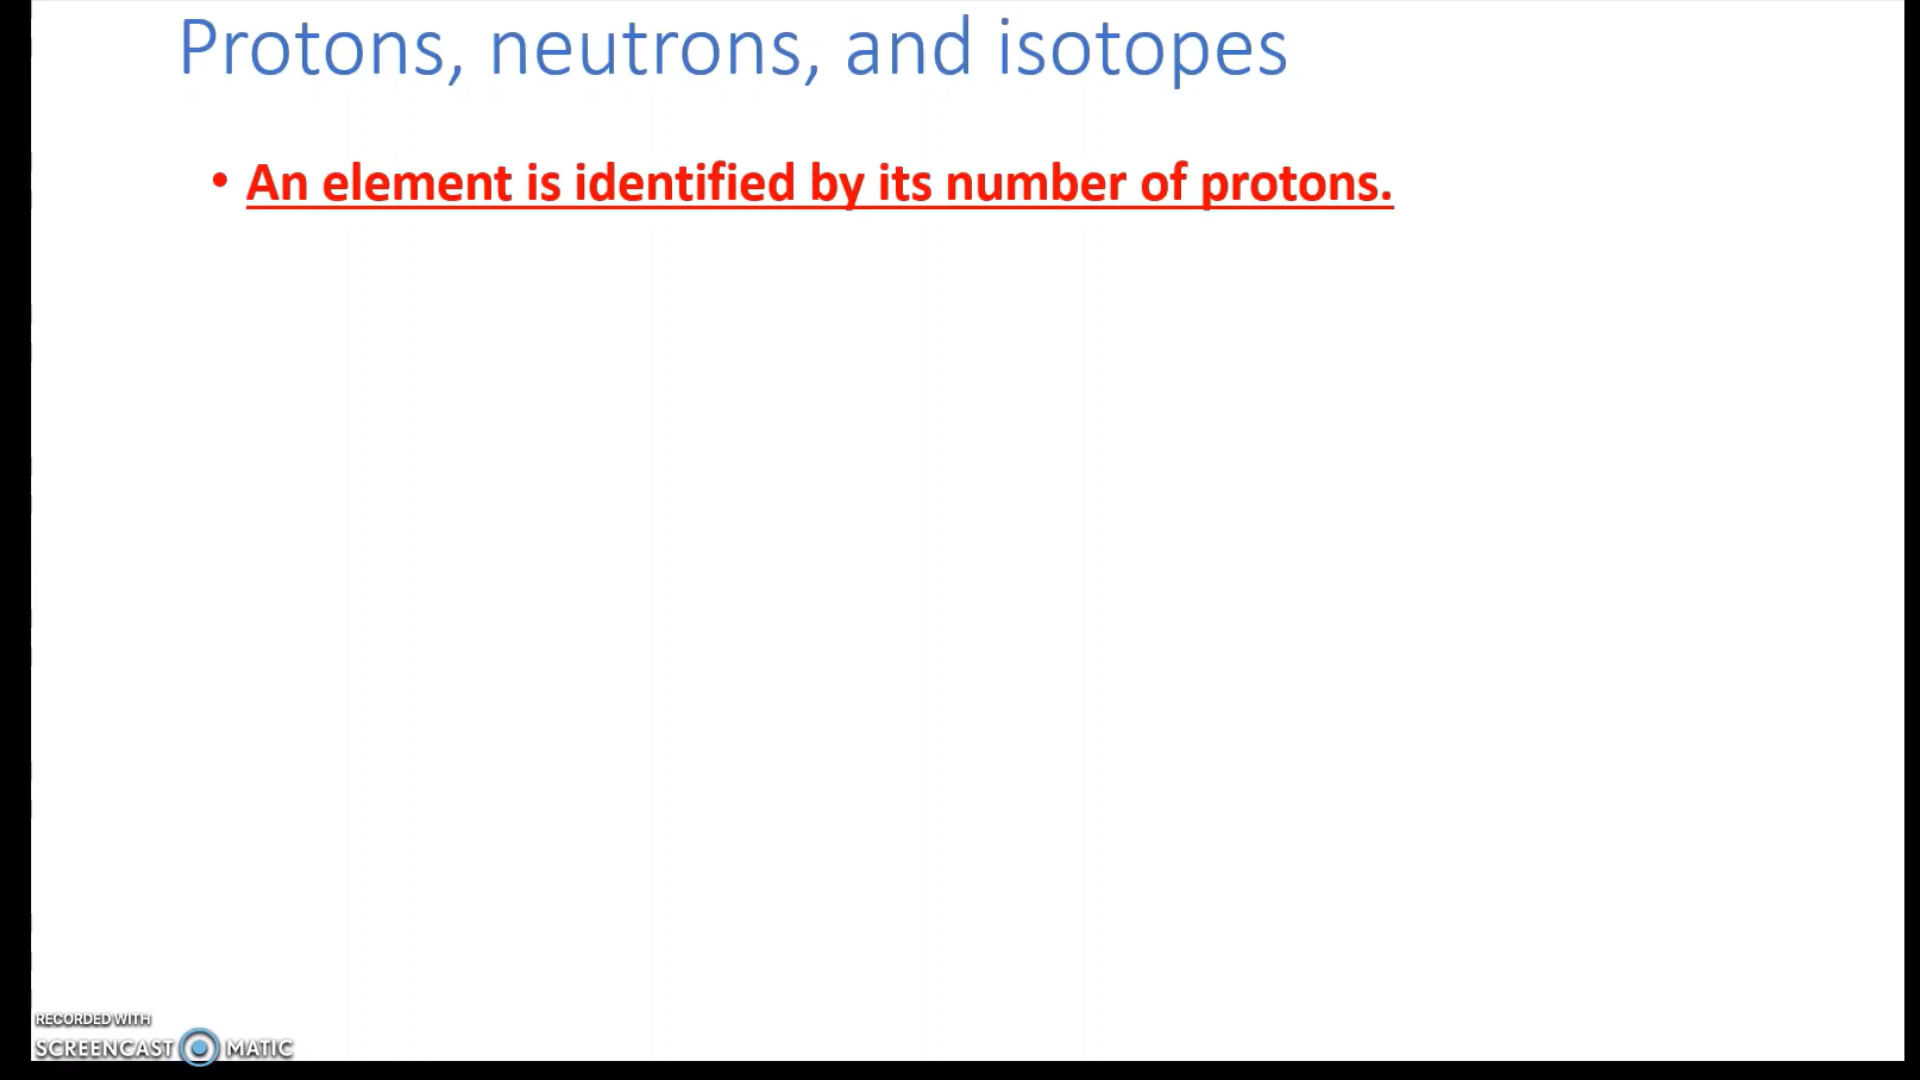 Protons, neutrons, and isotopes
• An element is identified by its number of protons.
RECORDED WITH
SCREENCAST MATIC